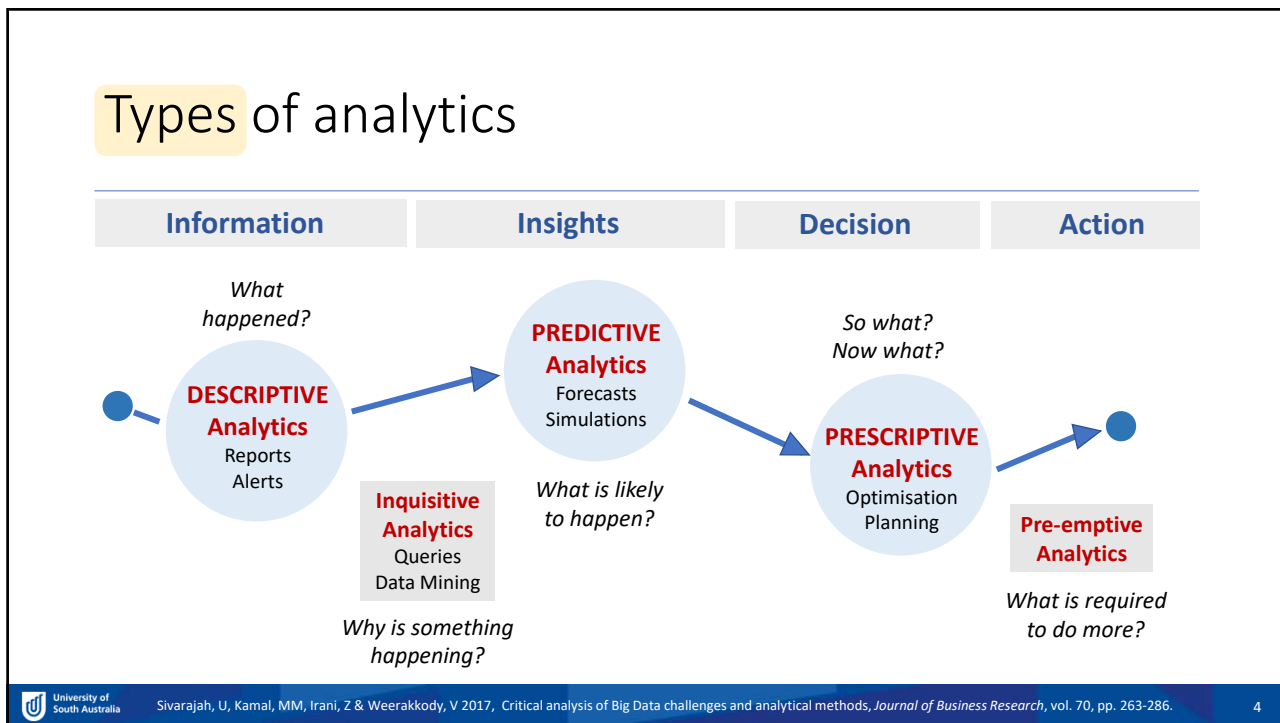 Types of analytics
Information
Insights
Decision
Action
What
happened?
DESCRIPTIVE
Analytics
Reports
Alerts
Inquisitive
Analytics
Queries
Data Mining
Why is something
happening?
PREDICTIVE
Analytics
Forecasts
Simulations
What is likely
to happen?
So what?
Now what?
PRESCRIPTIVE
Analytics
Optimisation
Planning
Pre-emptive
Analytics
What is required
to do more?
University of
South Australia
Sivarajah, U, Kamal, MM, Irani, Z & Weerakkody, V 2017, Critical analysis of Big Data challenges and analytical methods, Journal of Business Research, vol. 70, pp. 263-286.
4